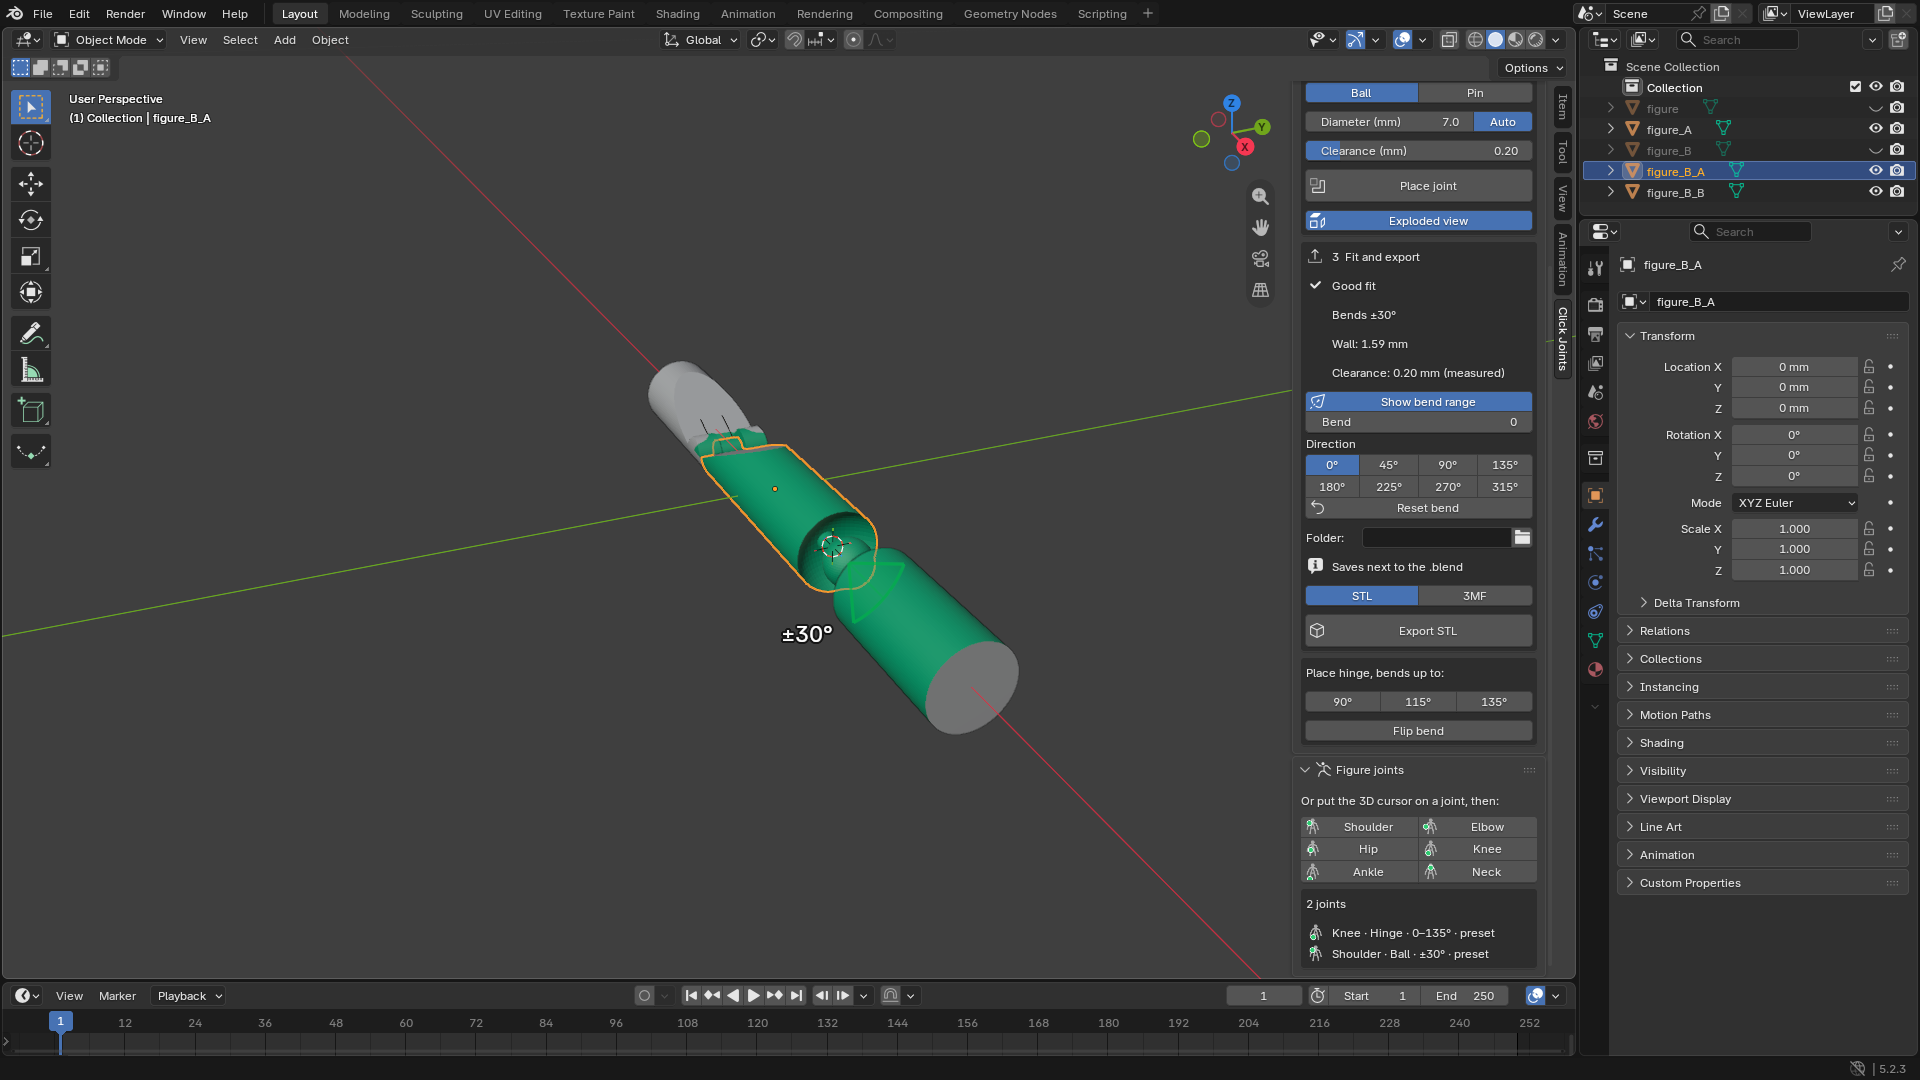 File Edit Render Window Help Layout Modeling Sculpting UV Editing Texture Paint Shading Animation Rendering Compositing Geometry Nodes Scripting + Scene ViewLayer
Object Mode View Select Add Object Global Search
Options
User Perspective
(1) Collection | figure_B_A
Z
Y
X
±30°
Ball Pin
Diameter (mm) 7.0 Auto
Clearance (mm) 0.20
Place joint
Exploded view
3 Fit and export
Good fit
Bends ±30°
Wall: 1.59 mm
Clearance: 0.20 mm (measured)
Show bend range
Bend 0
Direction
0° 45° 90° 135°
180° 225° 270° 315°
Reset bend
Folder:
Saves next to the .blend
STL 3MF
Export STL
Place hinge, bends up to:
90° 115° 135°
Flip bend
Figure joints
Or put the 3D cursor on a joint, then:
Shoulder Elbow
Hip Knee
Ankle Neck
2 joints
Knee · Hinge · 0–135° · preset
Shoulder · Ball · ±30° · preset
Item
Tool
View
Animation
Click Joints
Scene Collection
Collection
figure
figure_A
figure_B
figure_B_A
figure_B_B
Search
figure_B_A
figure_B_A
Transform
Location X 0 mm
Y 0 mm
Z 0 mm
Rotation X 0°
Y 0°
Z 0°
Mode XYZ Euler
Scale X 1.000
Y 1.000
Z 1.000
Delta Transform
Relations
Collections
Instancing
Motion Paths
Shading
Visibility
Viewport Display
Line Art
Animation
Custom Properties
View Marker Playback 1 Start 1 End 250
1 12 24 36 48 60 72 84 96 108 120 132 144 156 168 180 192 204 216 228 240 252
5.2.3